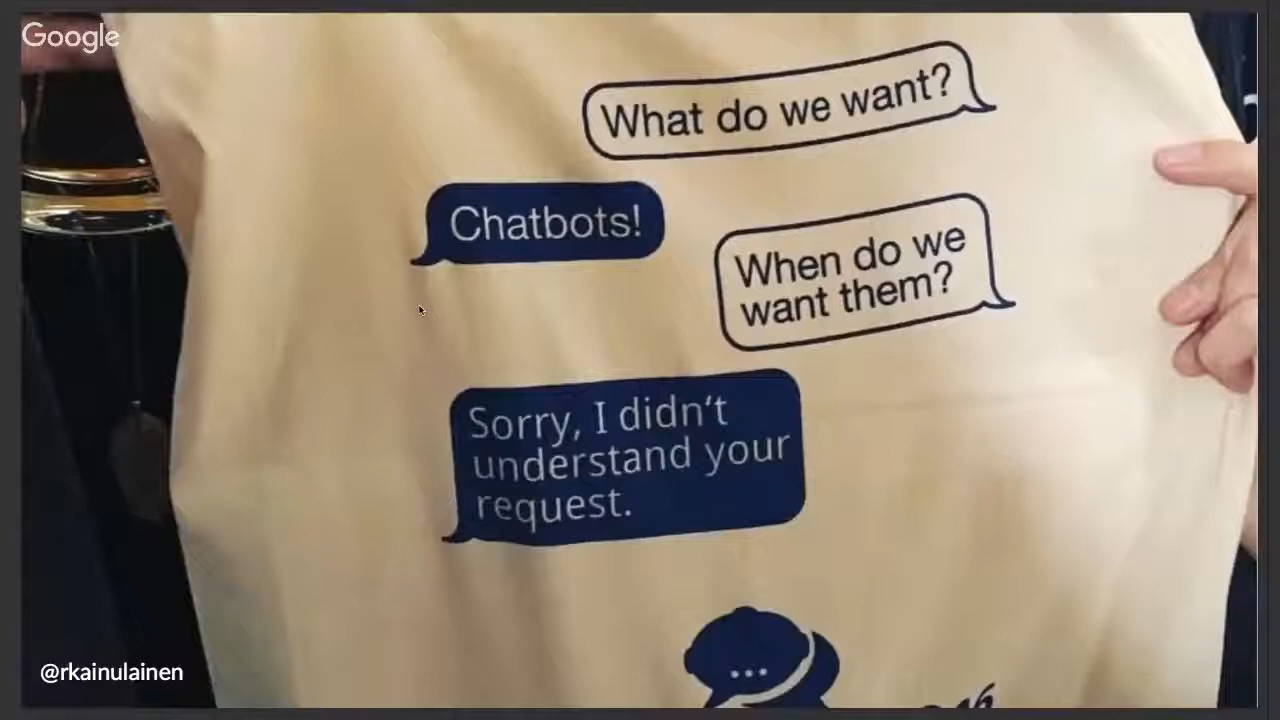 Google
What do we want?
Chatbots!
When do we
want them?
Sorry, I didn‘t
understand your
request.
@rkainulainen